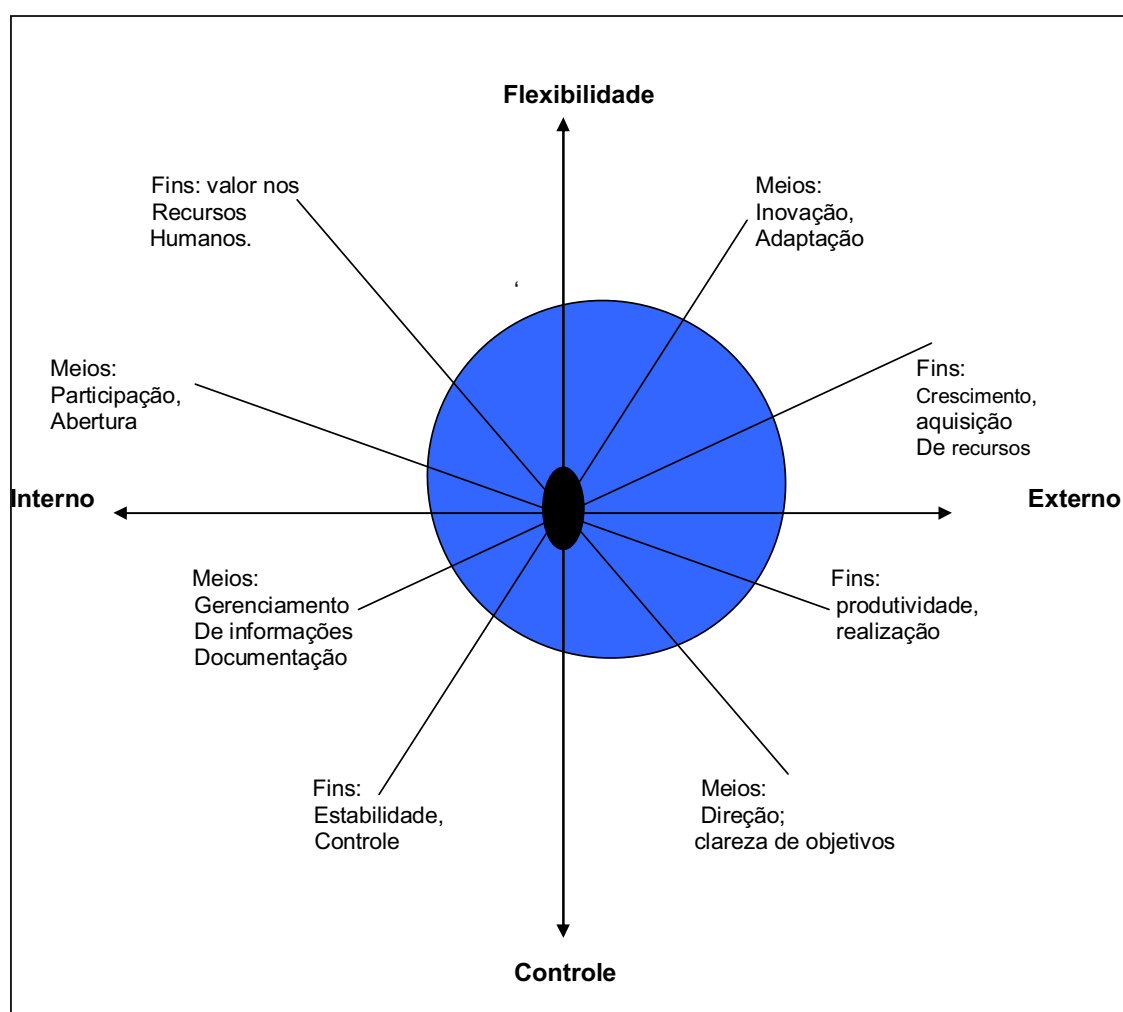 Flexibilidade
Fins: valor nos
Recursos
Humanos.
Meios:
Inovação,
Adaptação
‘
Meios:
Participação,
Abertura
Fins:
Crescimento,
aquisição
De recursos
Interno
Externo
Meios:
Gerenciamento
De informações
Documentação
Fins:
produtividade,
realização
Fins:
Estabilidade,
Controle
Meios:
Direção;
clareza de objetivos
Controle